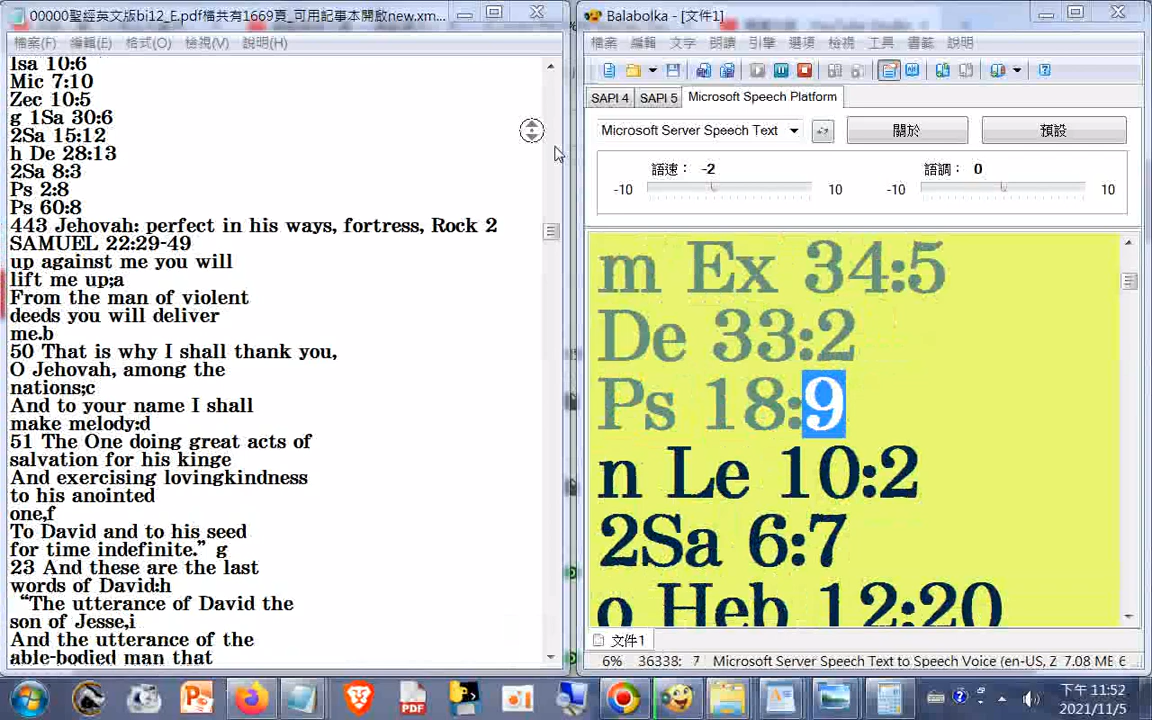 00000聖經英文版bi12_E.pdf檔共有1669頁_可用記事本開啟new.xm...
檔案(F) 編輯(E) 格式(O) 檢視(V) 說明(H)
Isa 10:6
Mic 7:10
Zec 10:5
g 1Sa 30:6
2Sa 15:12
h De 28:13
2Sa 8:3
Ps 2:8
Ps 60:8
443 Jehovah: perfect in his ways, fortress, Rock 2
SAMUEL 22:29-49
up against me you will
lift me up;a
From the man of violent
deeds you will deliver
me.b
50 That is why I shall thank you,
O Jehovah, among the
nations;c
And to your name I shall
make melody:d
51 The One doing great acts of
salvation for his kinge
And exercising lovingkindness
to his anointed
one,f
To David and to his seed
for time indefinite.” g
23 And these are the last
words of David:h
“The utterance of David the
son of Jesse,i
And the utterance of the
able-bodied man that
Balabolka - [文件1]
檔案 編輯 文字 朗讀 引擎 選項 檢視 工具 書籤 說明
SAPI 4 SAPI 5 Microsoft Speech Platform
Microsoft Server Speech Text 關於 預設
語速： -2 語調： 0
-10 10 -10 10
m Ex 34:5
De 33:2
Ps 18:9
n Le 10:2
2Sa 6:7
o Heb 12:20
文件1
6% 36338: 7 Microsoft Server Speech Text to Speech Voice (en-US, Z 7.08 MB 6
PDF
下午 11:52
2021/11/5